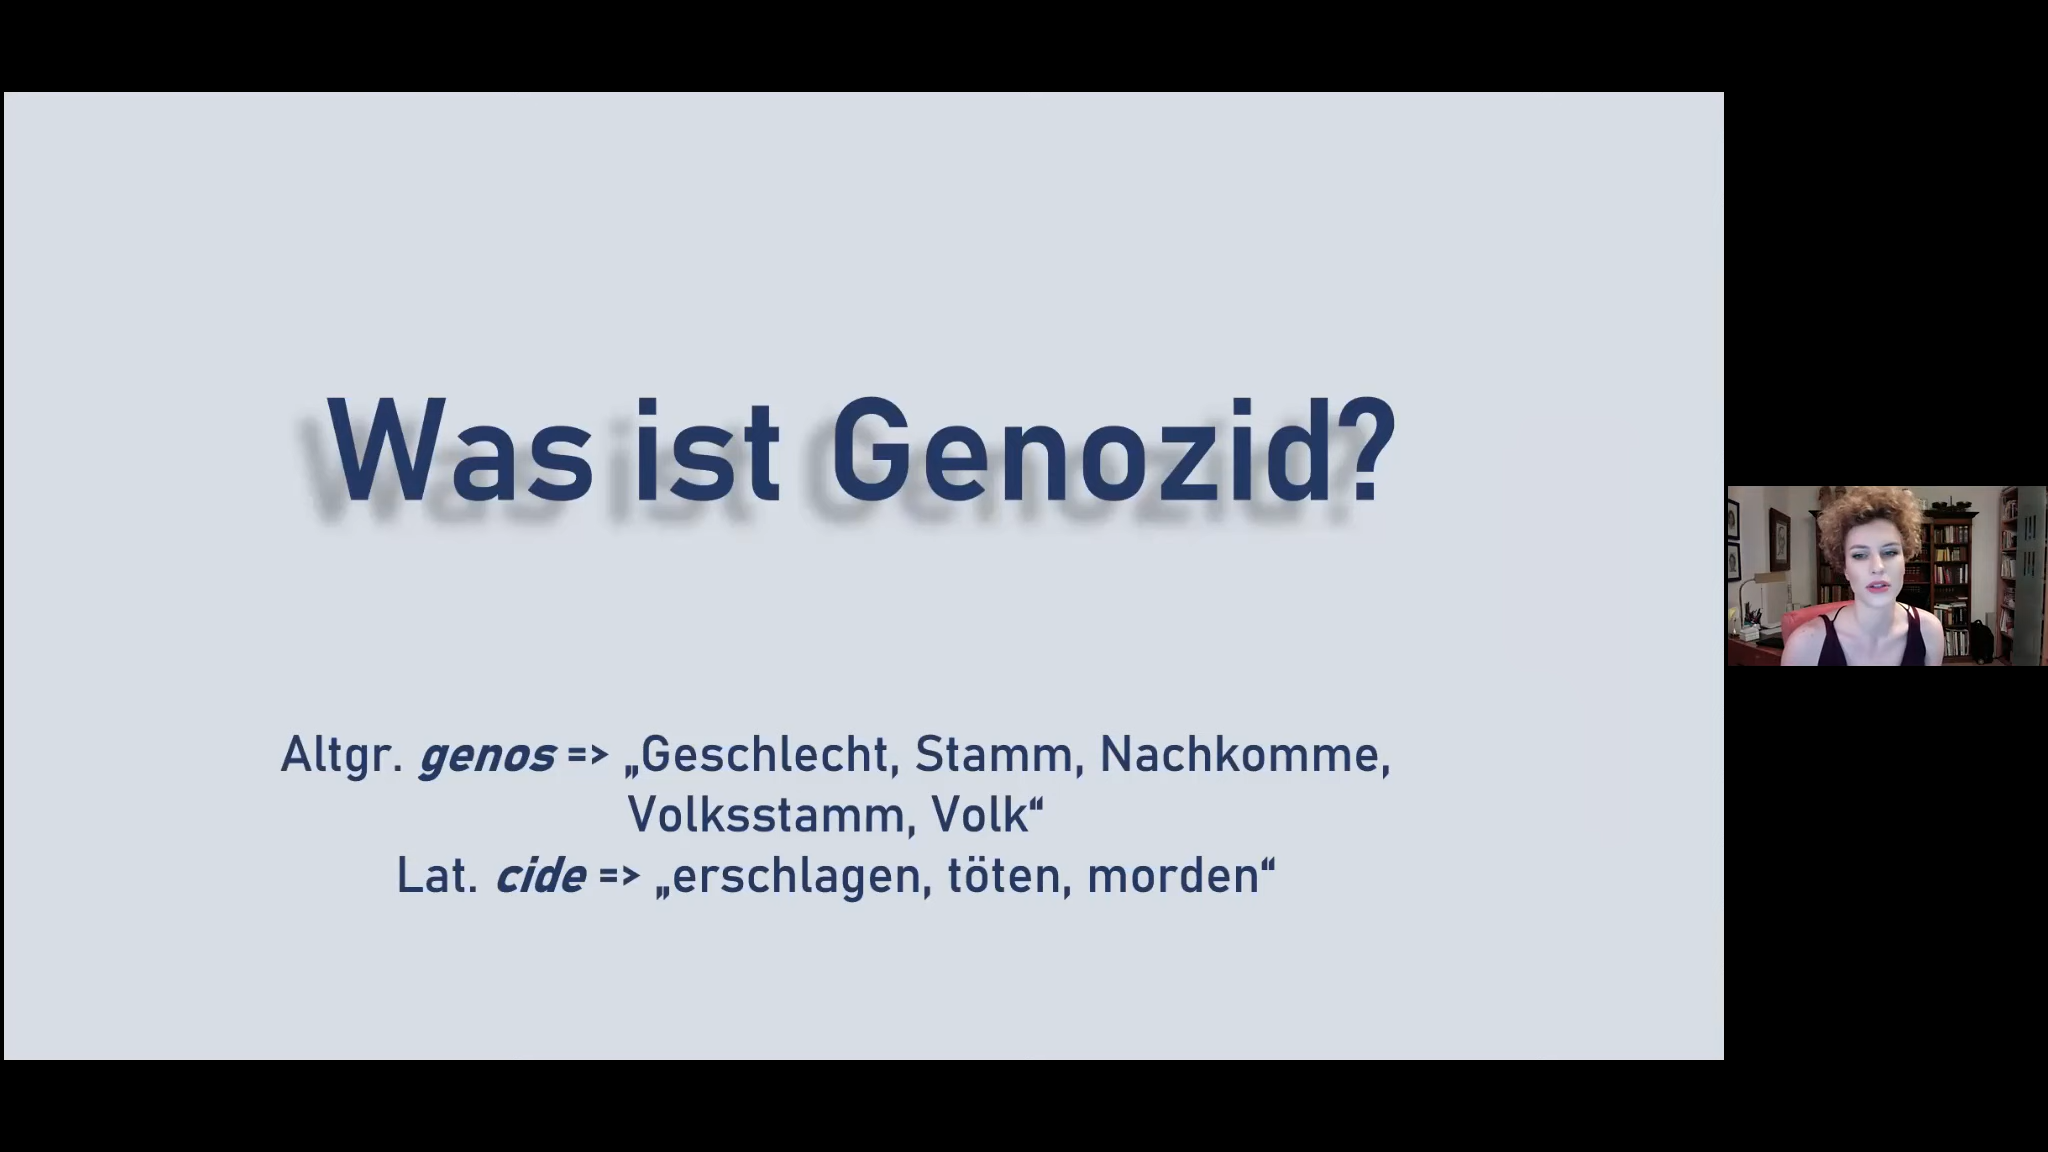 Was ist Genozid?
Altgr. genos => „Geschlecht, Stamm, Nachkomme,
Volksstamm, Volk“
Lat. cide => „erschlagen, töten, morden“